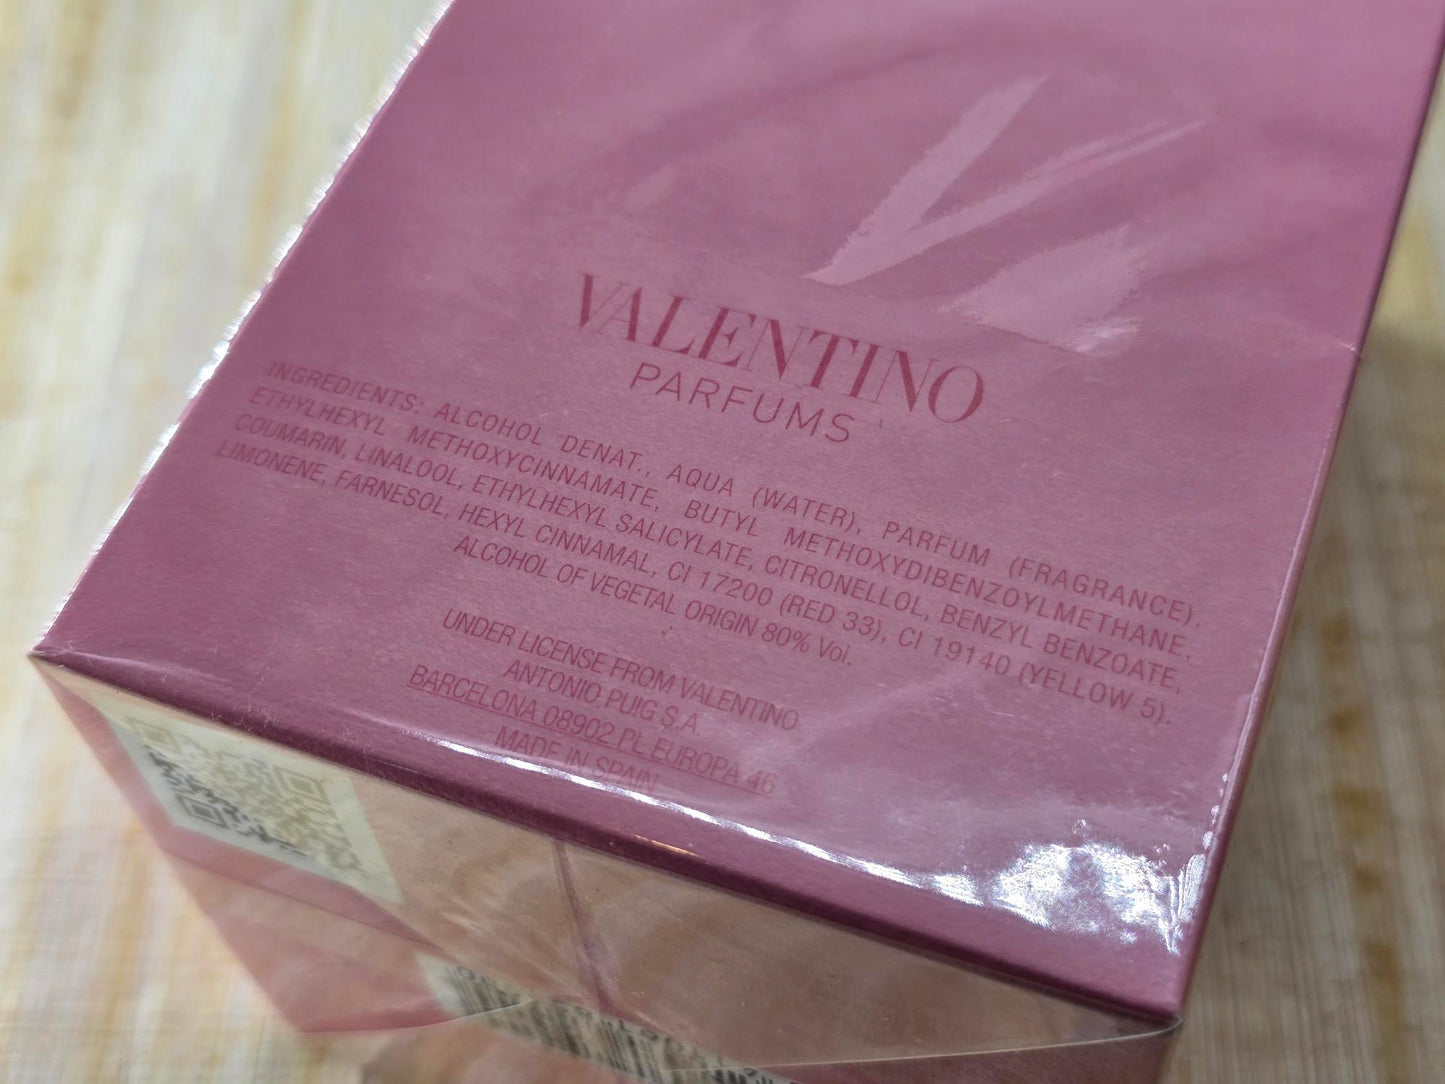 VALENTINO
PARFUMS
INGREDIENTS: ALCOHOL DENAT., AQUA (WATER), PARFUM (FRAGRANCE),
ETHYLHEXYL METHOXYCINNAMATE, BUTYL METHOXYDIBENZOYLMETHANE,
COUMARIN, LINALOOL, ETHYLHEXYL SALICYLATE, CITRONELLOL, BENZYL BENZOATE,
LIMONENE, FARNESOL, HEXYL CINNAMAL, CI 17200 (RED 33), CI 19140 (YELLOW 5).
ALCOHOL OF VEGETAL ORIGIN 80% Vol.
UNDER LICENSE FROM VALENTINO
ANTONIO PUIG S.A.
BARCELONA 08902 PL EUROPA 46
MADE IN SPAIN